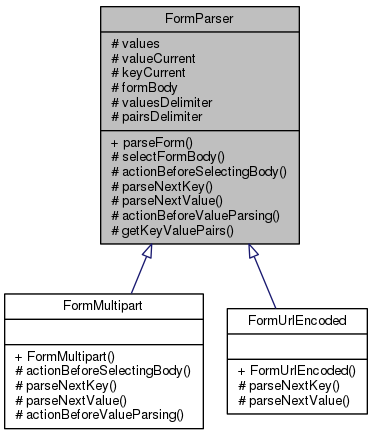 FormParser
# values
# valueCurrent
# keyCurrent
# formBody
# valuesDelimiter
# pairsDelimiter
+ parseForm()
# selectFormBody()
# actionBeforeSelectingBody()
# parseNextKey()
# parseNextValue()
# actionBeforeValueParsing()
# getKeyValuePairs()
FormMultipart
+ FormMultipart()
# actionBeforeSelectingBody()
# parseNextKey()
# parseNextValue()
# actionBeforeValueParsing()
FormUrlEncoded
+ FormUrlEncoded()
# parseNextKey()
# parseNextValue()